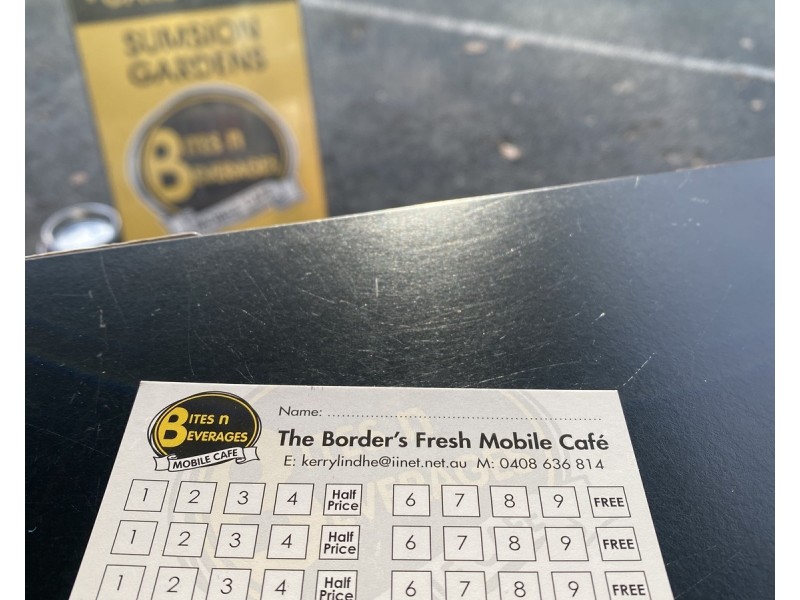 SUMSION
GARDENS
BITES n
BEVERAGES
BITES n
BEVERAGES
MOBILE CAFE
Name: ............................................................
The Border's Fresh Mobile Café
E: kerrylindhe@iinet.net.au M: 0408 636 814
1 2 3 4 Half Price 6 7 8 9 FREE
1 2 3 4 Half Price 6 7 8 9 FREE
1 2 3 4 Half Price 6 7 8 9 FREE